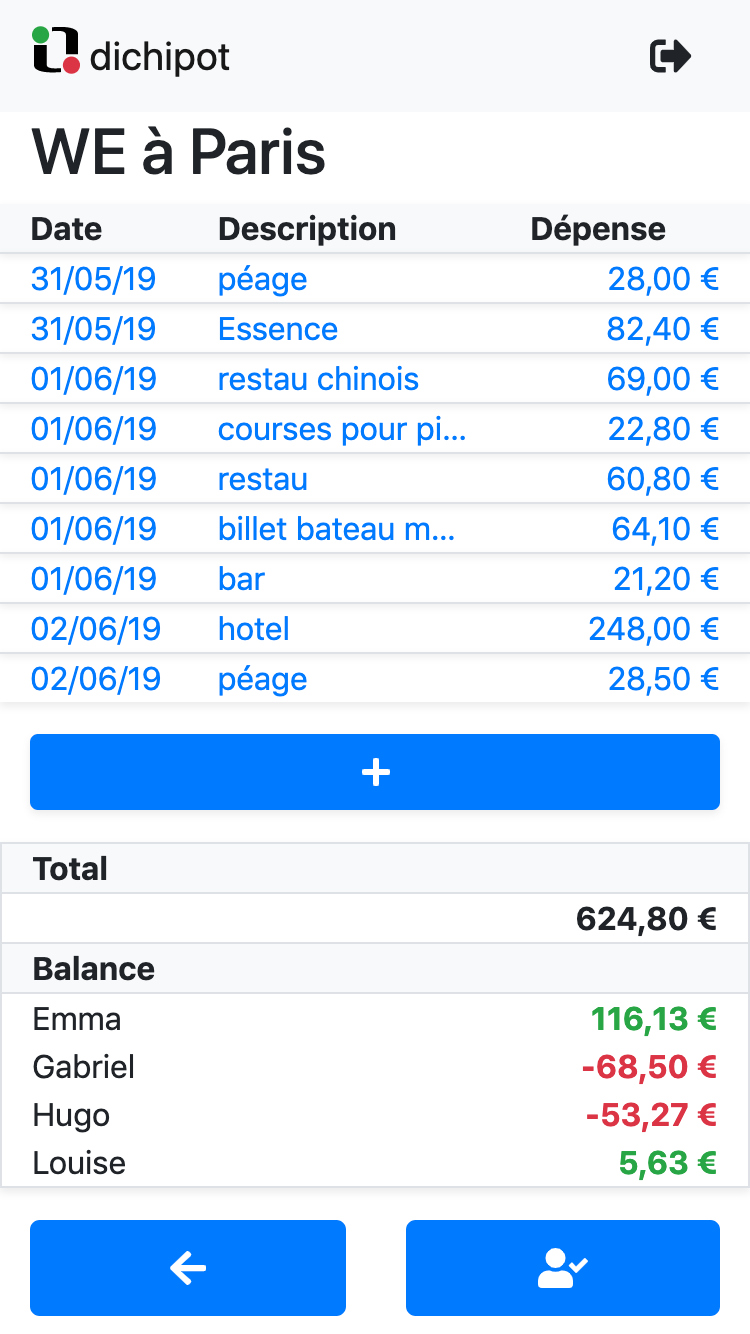 dichipot
WE à Paris
Date Description Dépense
31/05/19 péage 28,00 €
31/05/19 Essence 82,40 €
01/06/19 restau chinois 69,00 €
01/06/19 courses pour pi... 22,80 €
01/06/19 restau 60,80 €
01/06/19 billet bateau m... 64,10 €
01/06/19 bar 21,20 €
02/06/19 hotel 248,00 €
02/06/19 péage 28,50 €
Total
624,80 €
Balance
Emma 116,13 €
Gabriel -68,50 €
Hugo -53,27 €
Louise 5,63 €